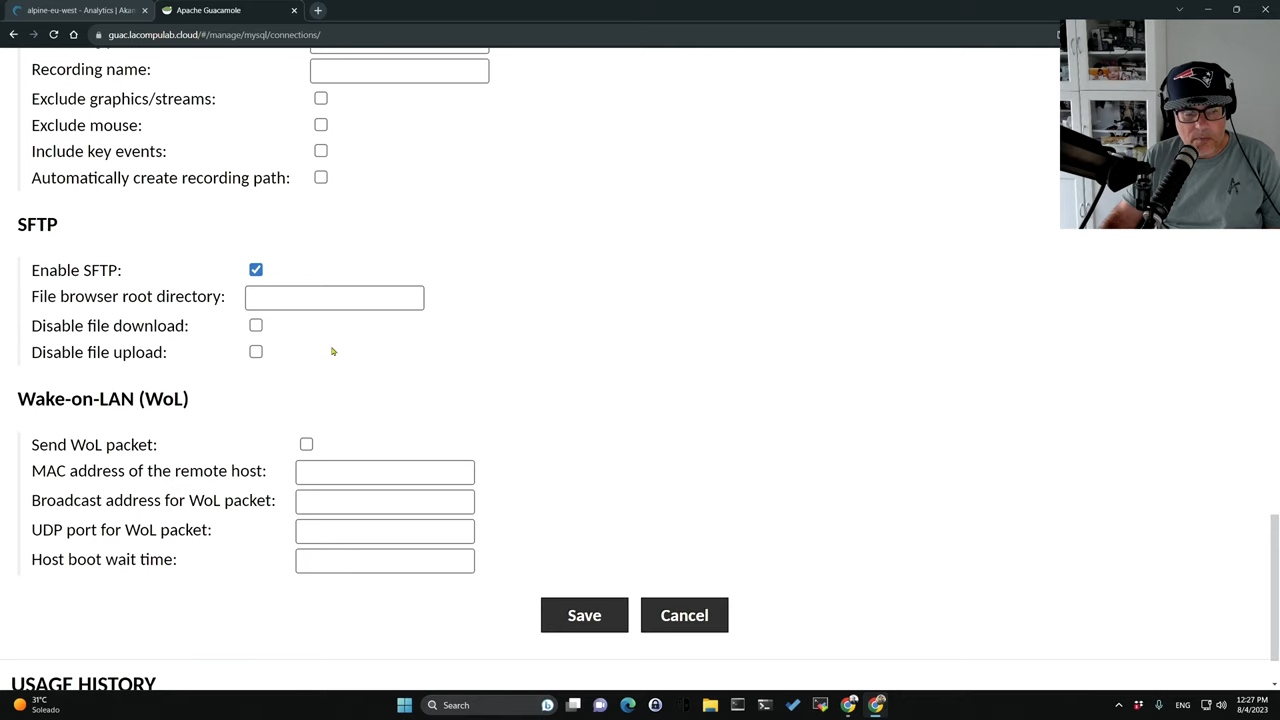 alpine-eu-west - Analytics | Akam
Apache Guacamole
guac.lacompulab.cloud/#/manage/mysql/connections/
Recording name:
Exclude graphics/streams:
Exclude mouse:
Include key events:
Automatically create recording path:
SFTP
Enable SFTP:
File browser root directory:
Disable file download:
Disable file upload:
Wake-on-LAN (WoL)
Send WoL packet:
MAC address of the remote host:
Broadcast address for WoL packet:
UDP port for WoL packet:
Host boot wait time:
Save Cancel
USAGE HISTORY
31°C
Soleado
Search
ENG
12:27 PM
8/4/2023